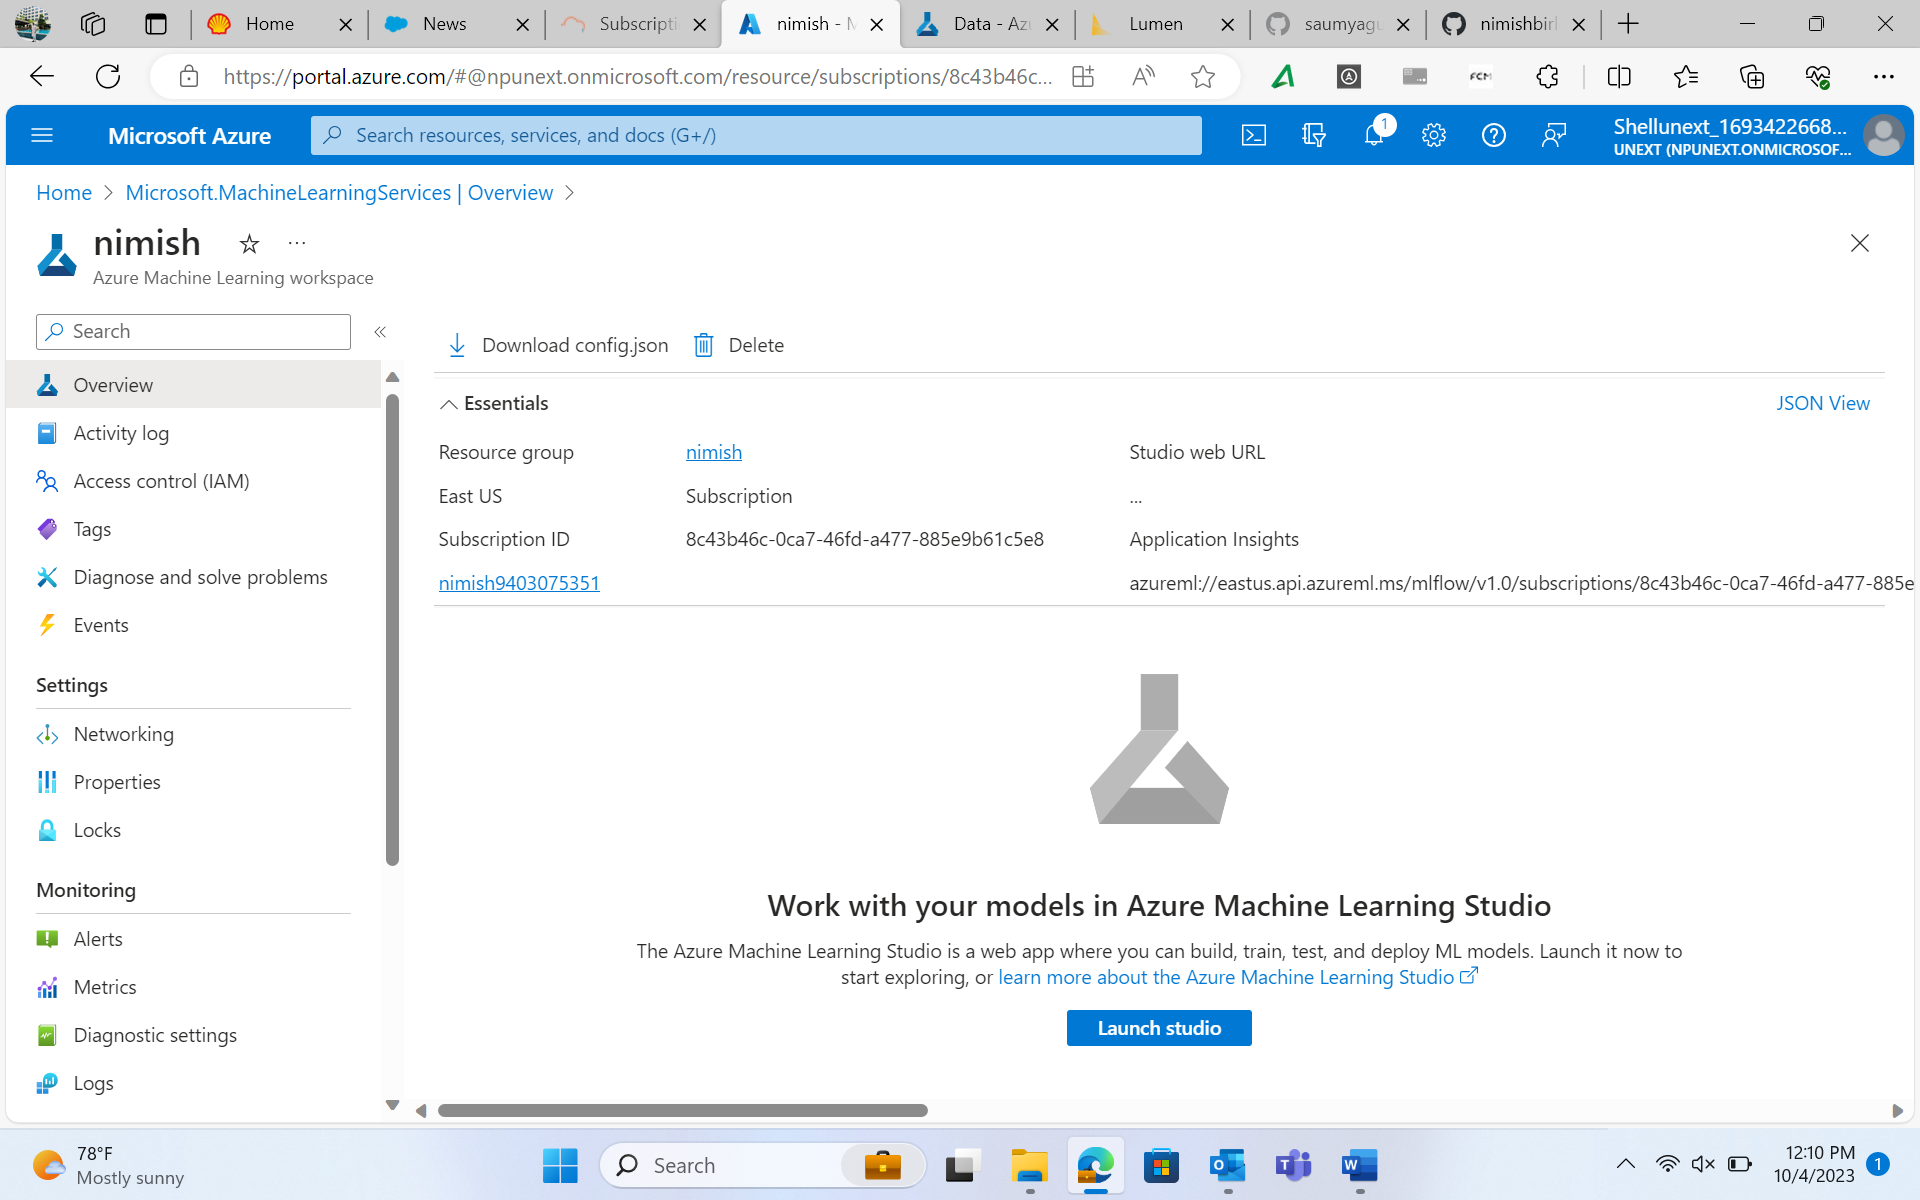 Home
News
Subscripti
nimish - M
Data - Az
Lumen
saumyagu
nimishbirl
https://portal.azure.com/#@npunext.onmicrosoft.com/resource/subscriptions/8c43b46c...
FCM
Microsoft Azure
Search resources, services, and docs (G+/)
1
Shellunext_1693422668...
UNEXT (NPUNEXT.ONMICROSOF...
Home > Microsoft.MachineLearningServices | Overview >
nimish
...
Azure Machine Learning workspace
Search
«
Overview
Activity log
Access control (IAM)
Tags
Diagnose and solve problems
Events
Settings
Networking
Properties
Locks
Monitoring
Alerts
Metrics
Diagnostic settings
Logs
Download config.json
Delete
Essentials
JSON View
Resource group
nimish
Studio web URL
East US
Subscription
...
Subscription ID
8c43b46c-0ca7-46fd-a477-885e9b61c5e8
Application Insights
nimish9403075351
azureml://eastus.api.azureml.ms/mlflow/v1.0/subscriptions/8c43b46c-0ca7-46fd-a477-885e
Work with your models in Azure Machine Learning Studio
The Azure Machine Learning Studio is a web app where you can build, train, test, and deploy ML models. Launch it now to
start exploring, or learn more about the Azure Machine Learning Studio
Launch studio
78°F
Mostly sunny
Search
12:10 PM
10/4/2023
1